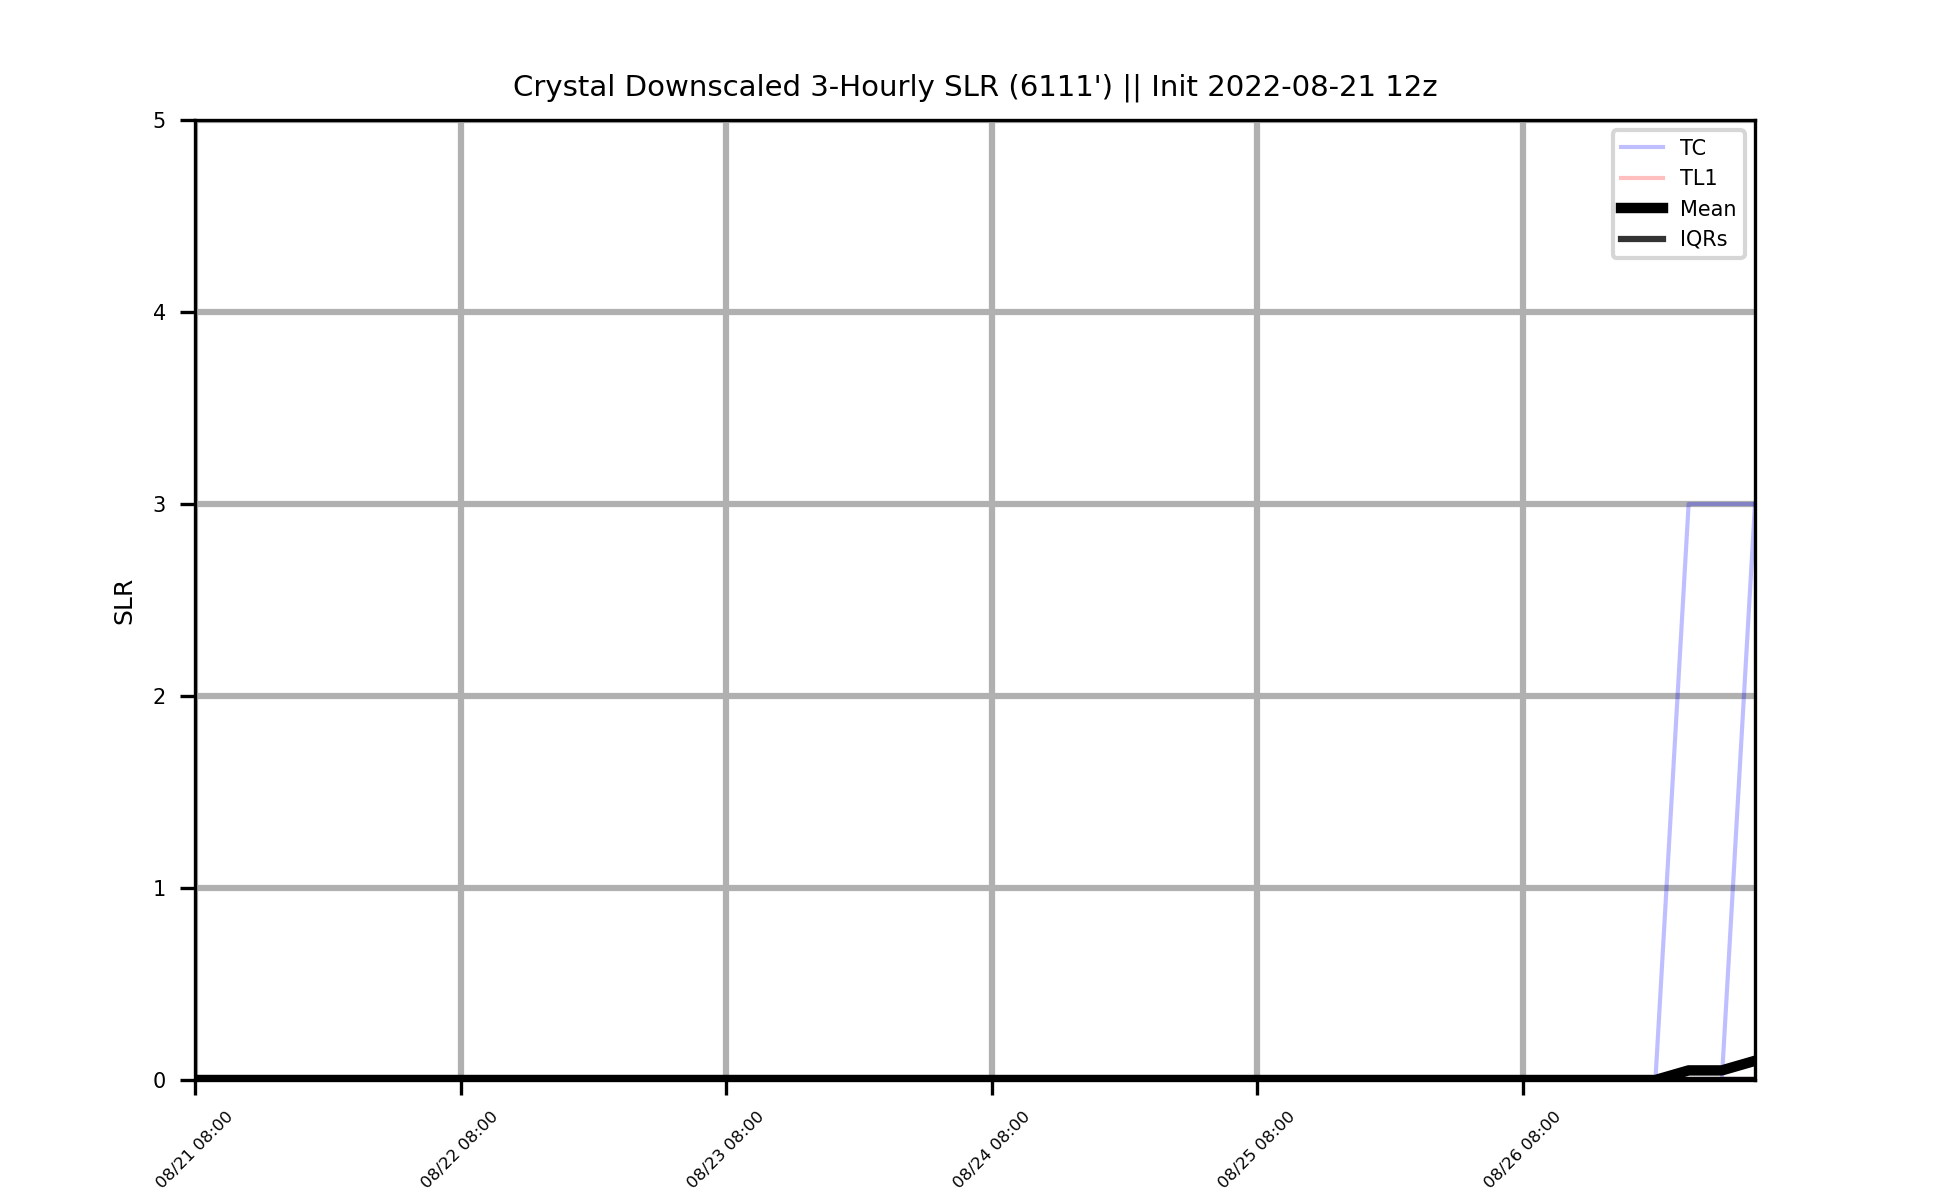 Crystal Downscaled 3-Hourly SLR (6111') || Init 2022-08-21 12z
5
4
3
2
1
0
SLR
TC
TL1
Mean
IQRs
08/21 08:00
08/22 08:00
08/23 08:00
08/24 08:00
08/25 08:00
08/26 08:00